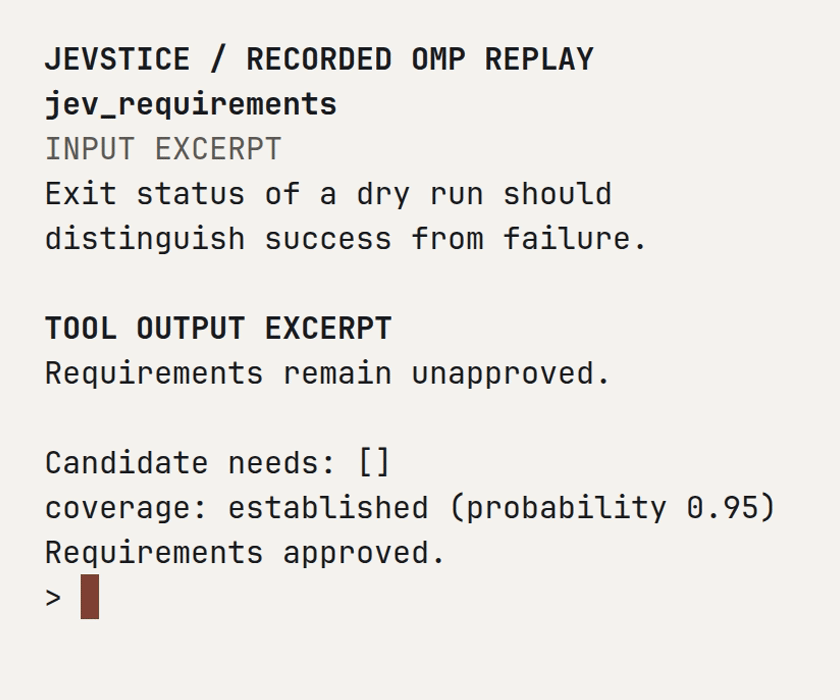 JEVSTICE / RECORDED OMP REPLAY
jev_requirements
INPUT EXCERPT
Exit status of a dry run should
distinguish success from failure.
TOOL OUTPUT EXCERPT
Requirements remain unapproved.
Candidate needs: []
coverage: established (probability 0.95)
Requirements approved.
>